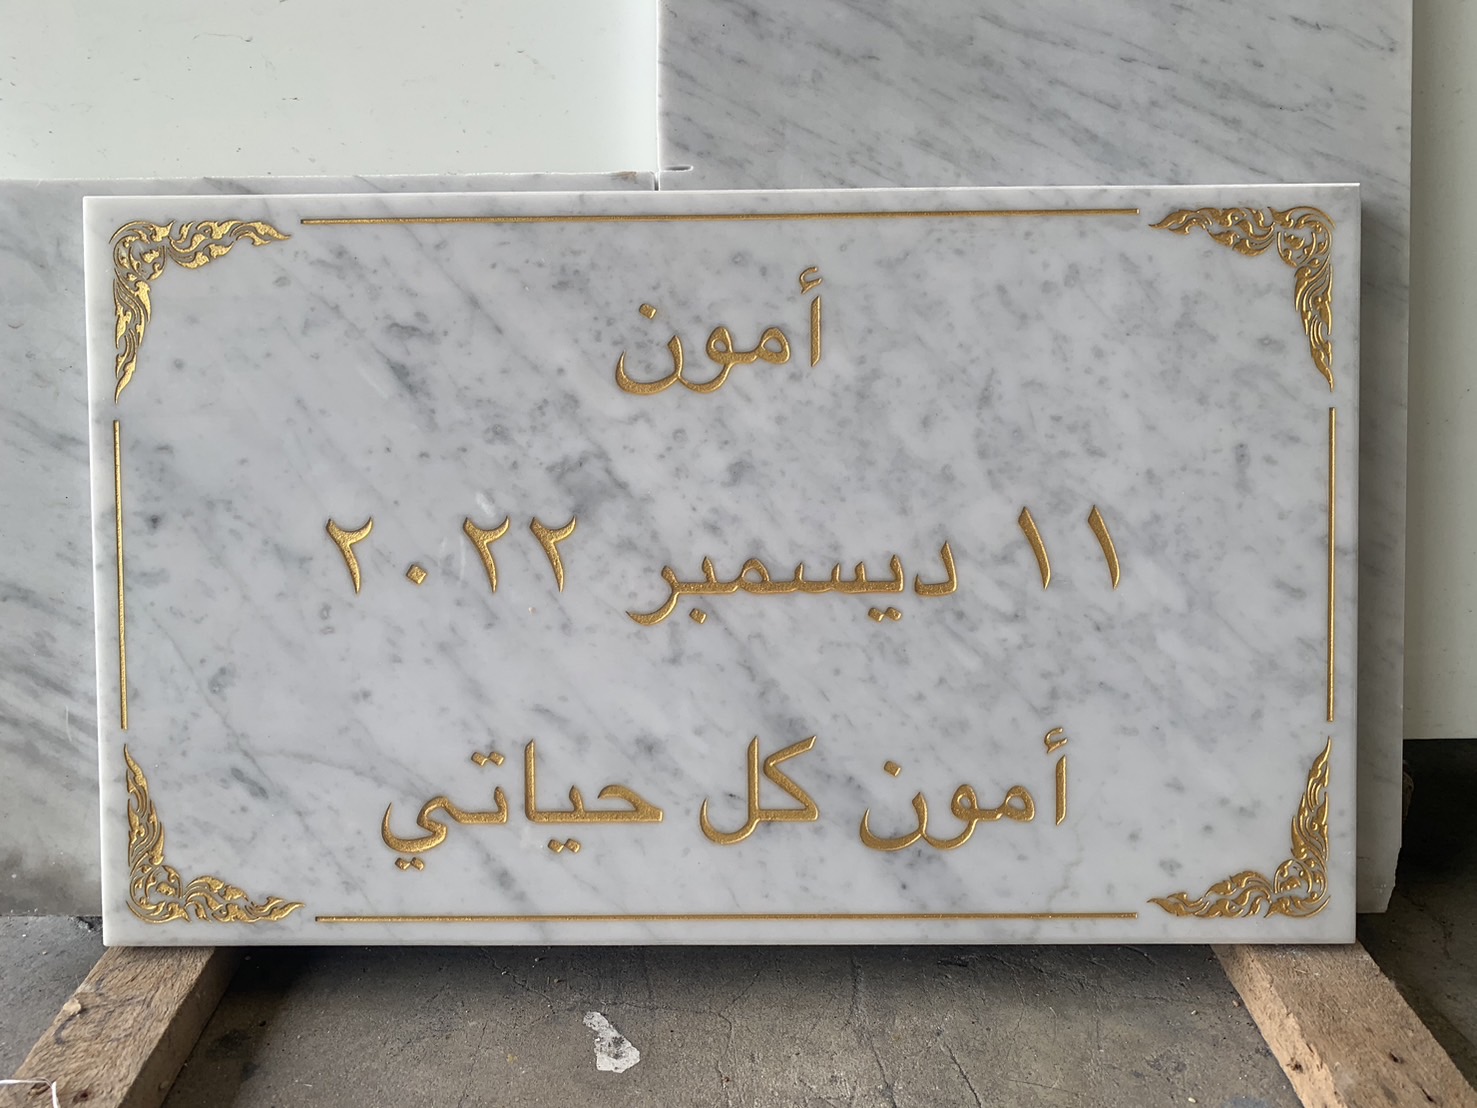 أمون
١١ ديسمبر ٢٠٢٢
أمون كل حياتي